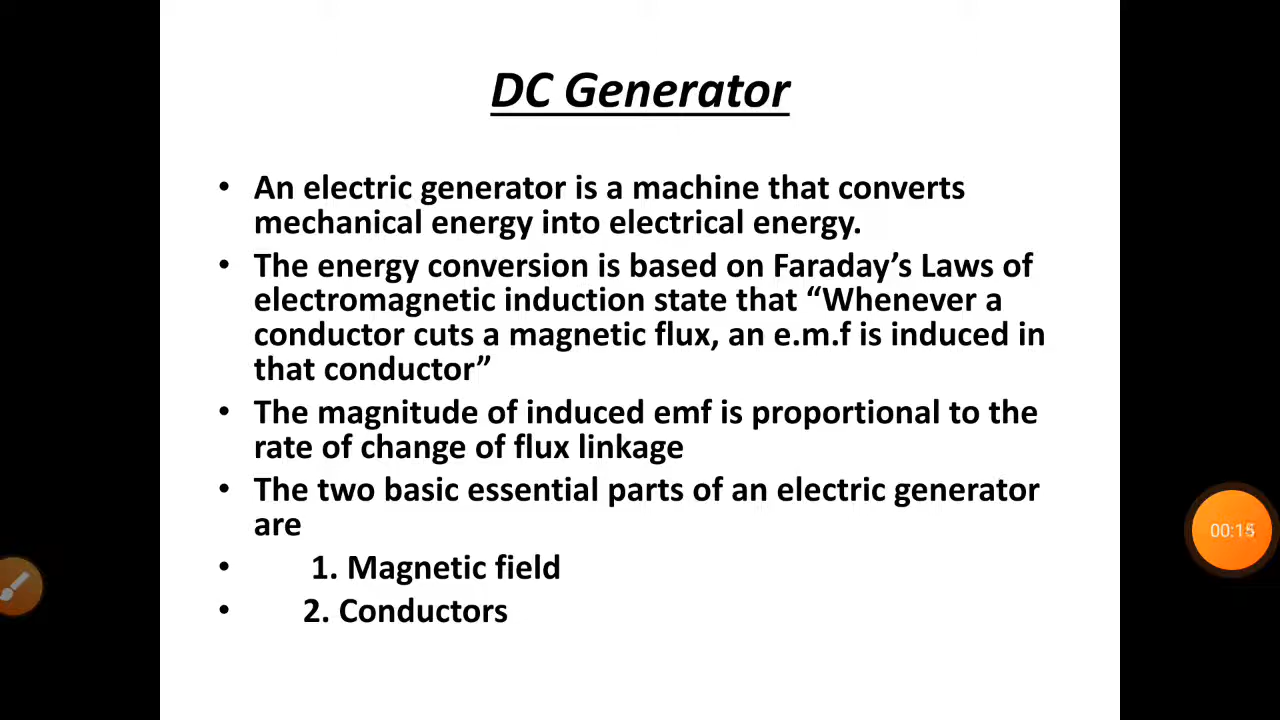 DC Generator
• An electric generator is a machine that converts
mechanical energy into electrical energy.
• The energy conversion is based on Faraday’s Laws of
electromagnetic induction state that “Whenever a
conductor cuts a magnetic flux, an e.m.f is induced in
that conductor”
• The magnitude of induced emf is proportional to the
rate of change of flux linkage
• The two basic essential parts of an electric generator
are
• 1. Magnetic field
• 2. Conductors
00:15